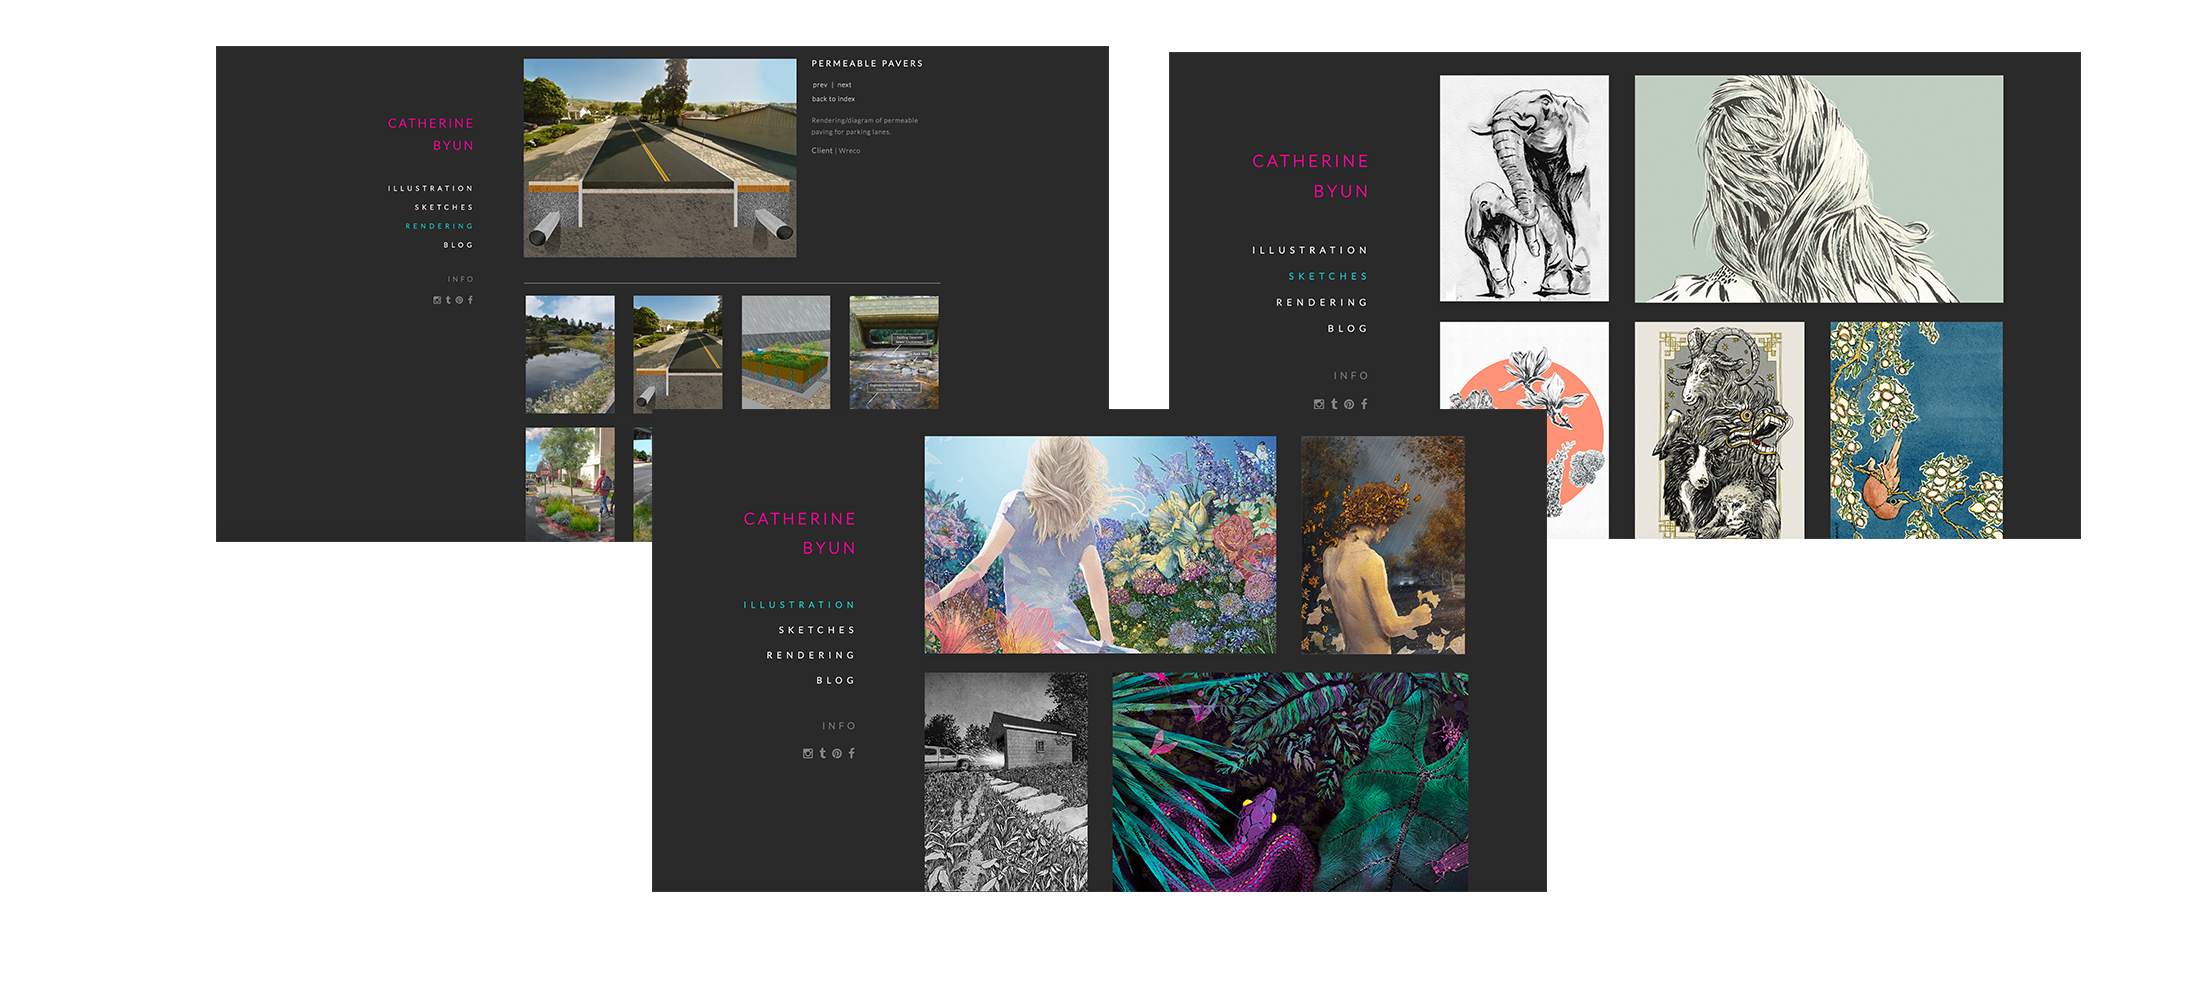 CATHERINE
BYUN
ILLUSTRATION
SKETCHES
RENDERING
BLOG
INFO
PERMEABLE PAVERS
prev | next
back to index
Rendering/diagram of permeable
paving for parking lanes.
Client | Wreco
CATHERINE
BYUN
ILLUSTRATION
SKETCHES
RENDERING
BLOG
INFO
CATHERINE
BYUN
ILLUSTRATION
SKETCHES
RENDERING
BLOG
INFO